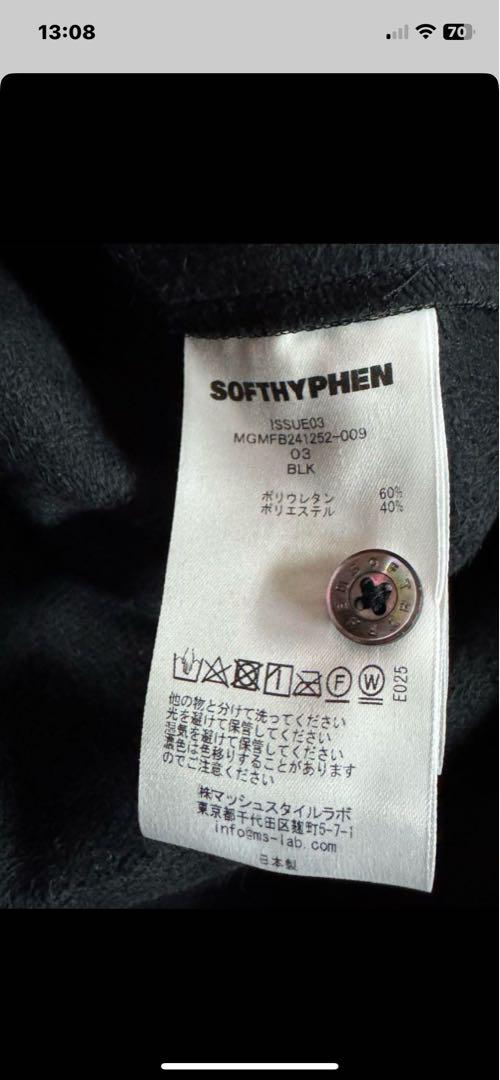 13:08
70
SOFTHYPHEN
ISSUE03
MGMFB241252-009
03
BLK
ポリウレタン 60%
ポリエステル 40%
F
W
E025
他の物と分けて洗ってください
光を避けて保管してください
湿気を避けて保管してください
濃色は色移りすることがあります
のでご注意ください
㈱マッシュスタイルラボ
東京都千代田区麹町5-7-1
info@ms-lab.com
日本製